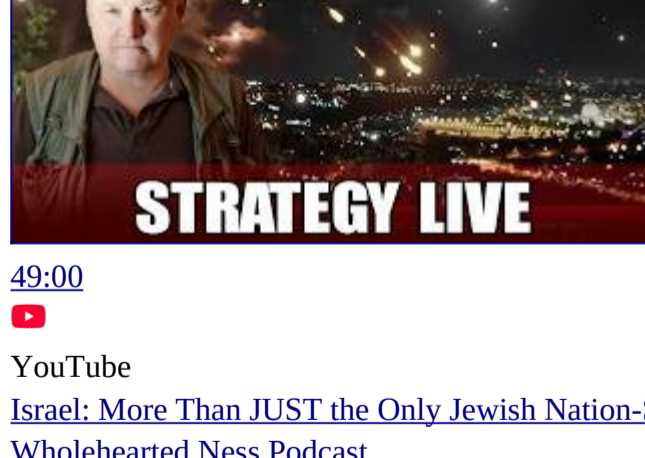 STRATEGY LIVE
49:00
YouTube
Israel: More Than JUST the Only Jewish Nation-
Wholehearted Ness Podcast